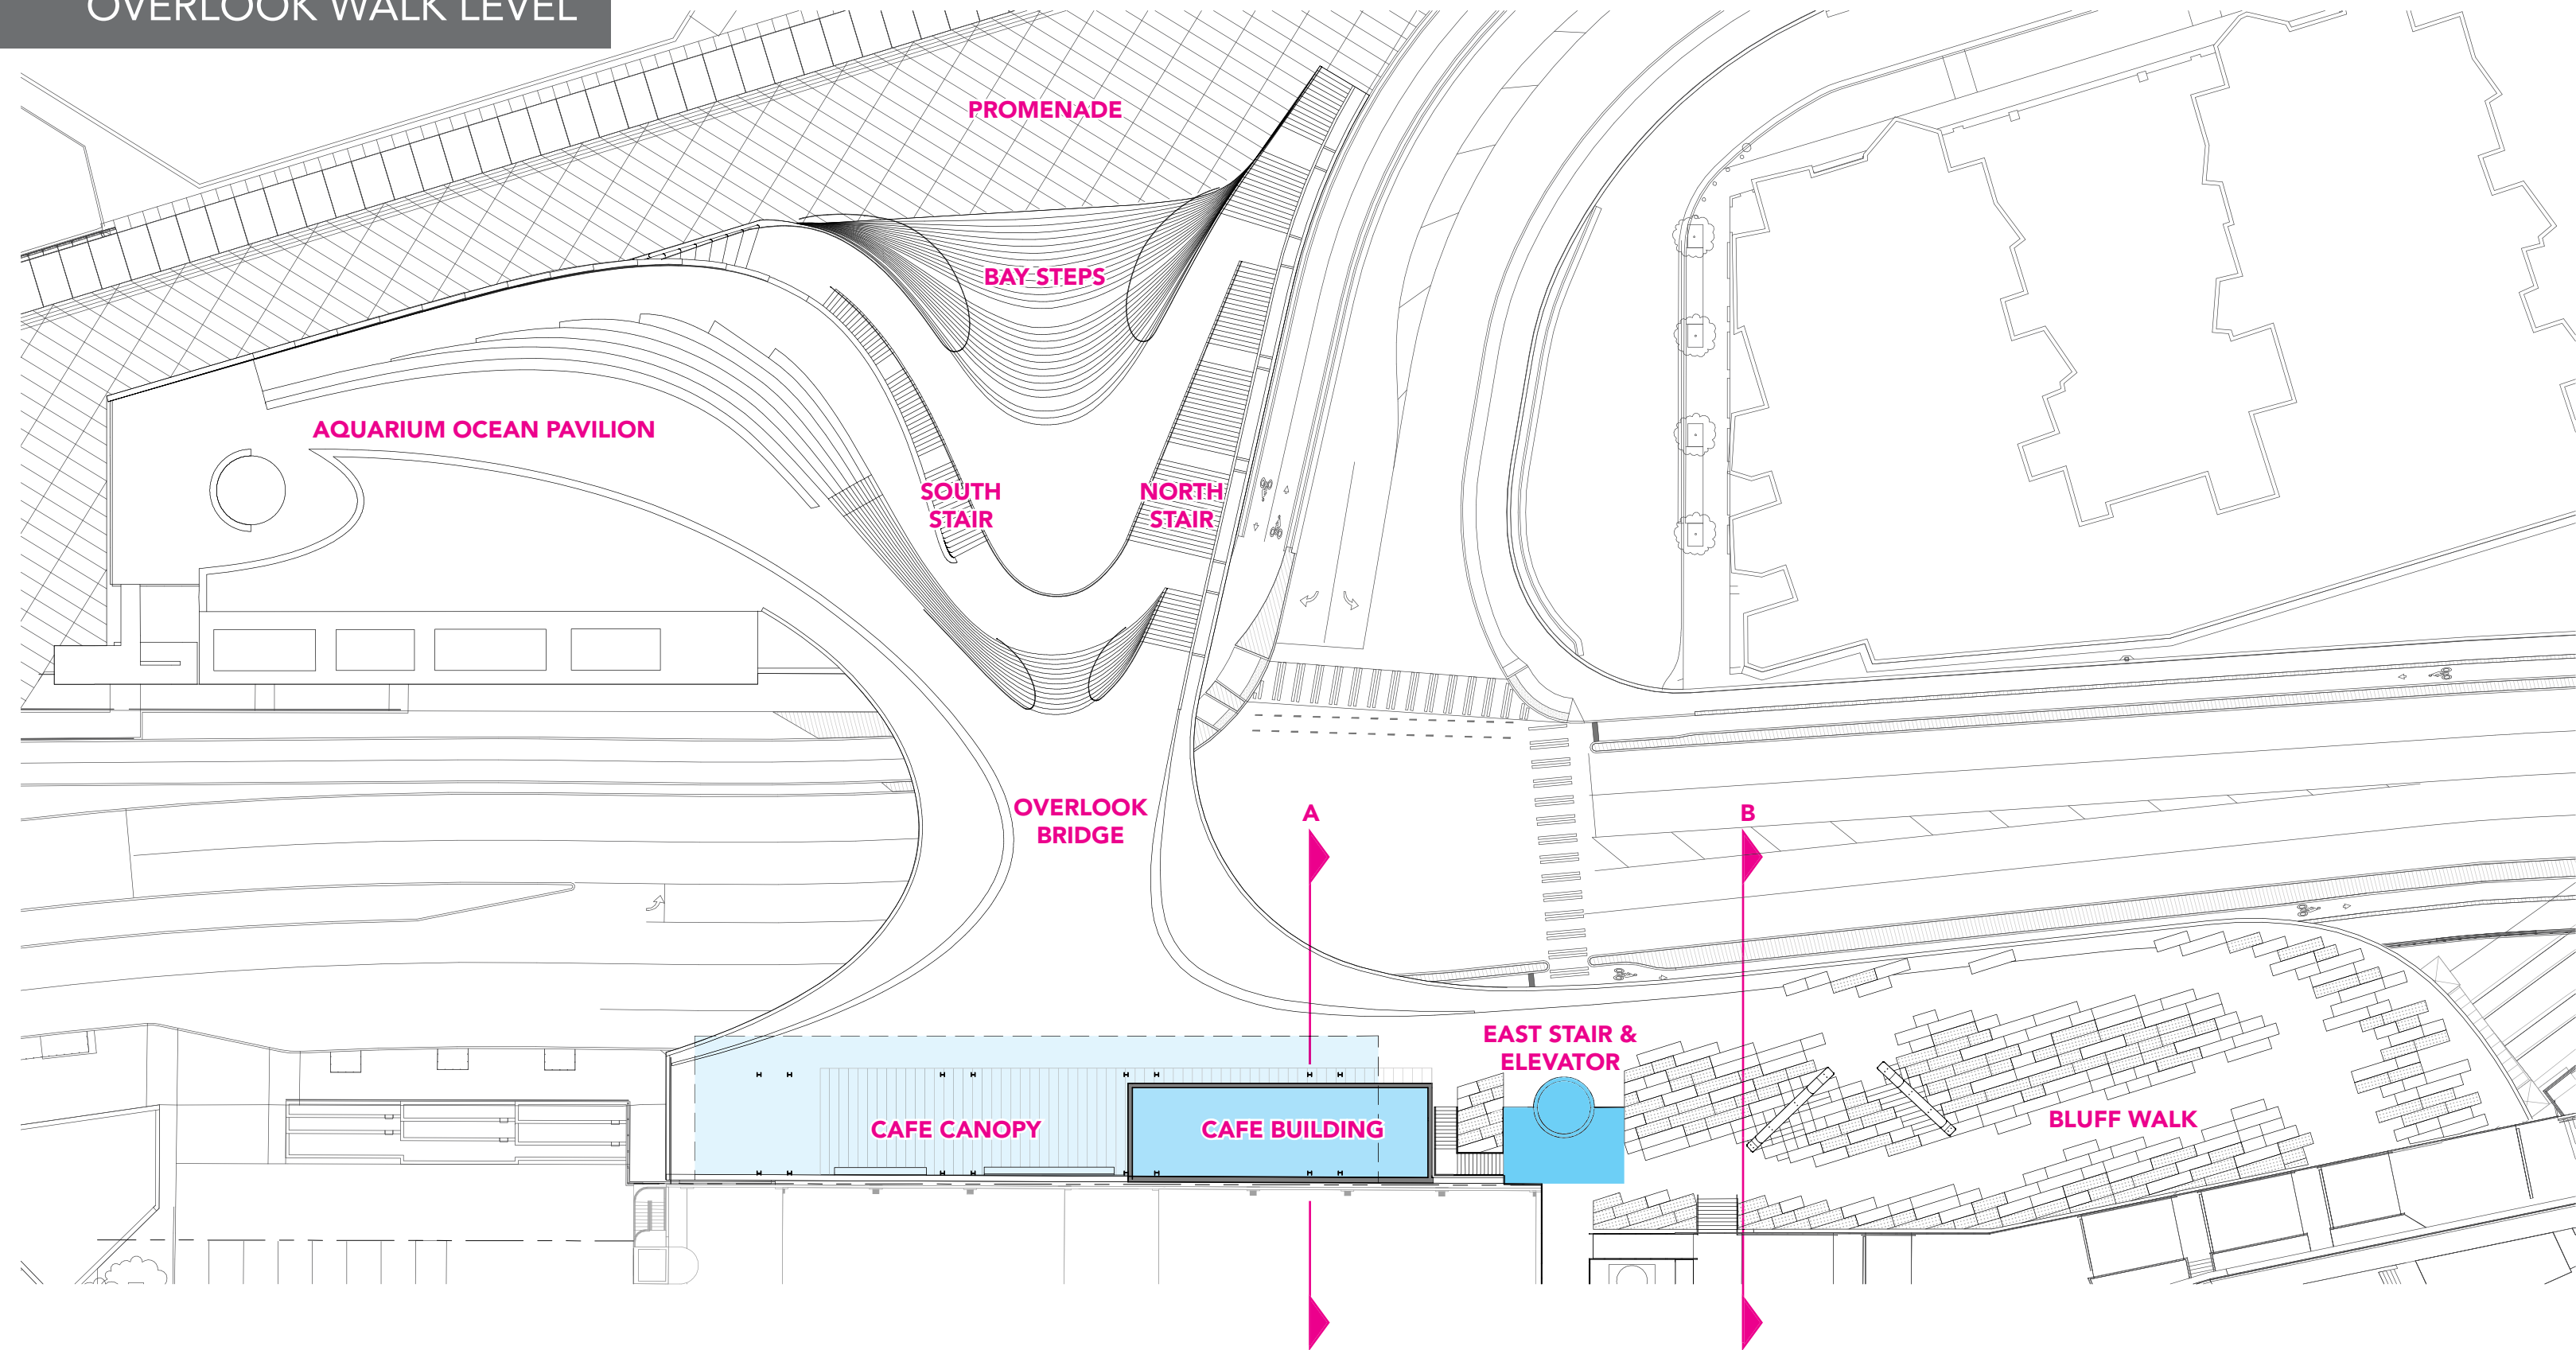 OVERLOOK WALK LEVEL
PROMENADE
BAY STEPS
AQUARIUM OCEAN PAVILION
SOUTH
STAIR
NORTH
STAIR
OVERLOOK
BRIDGE
A
B
EAST STAIR &
ELEVATOR
CAFE CANOPY
CAFE BUILDING
BLUFF WALK